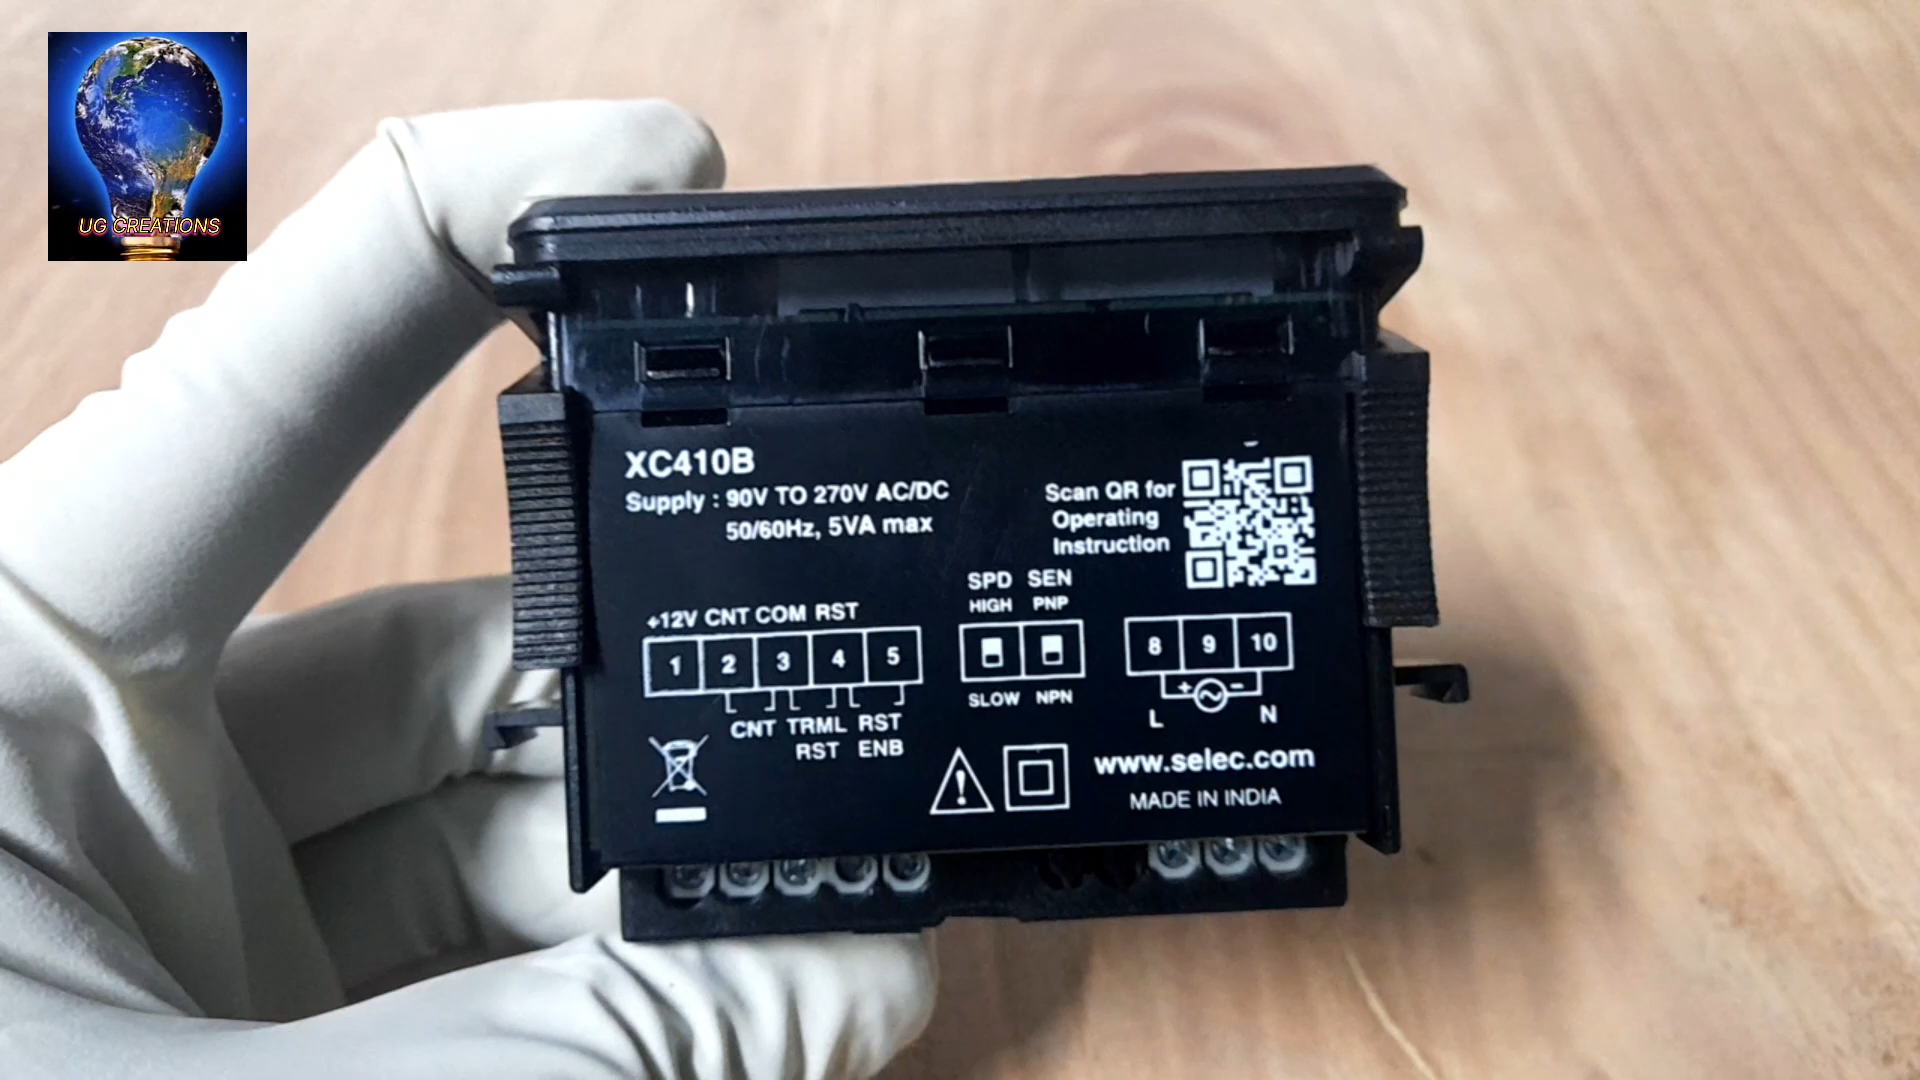 UG CREATIONS
XC410B
Supply : 90V TO 270V AC/DC
50/60Hz, 5VA max
Scan QR for
Operating
Instruction
SPD SEN
HIGH PNP
+12V CNT COM RST
1 2 3 4 5
8 9 10
SLOW NPN
CNT TRML RST
RST ENB
+ -
L N
www.selec.com
MADE IN INDIA